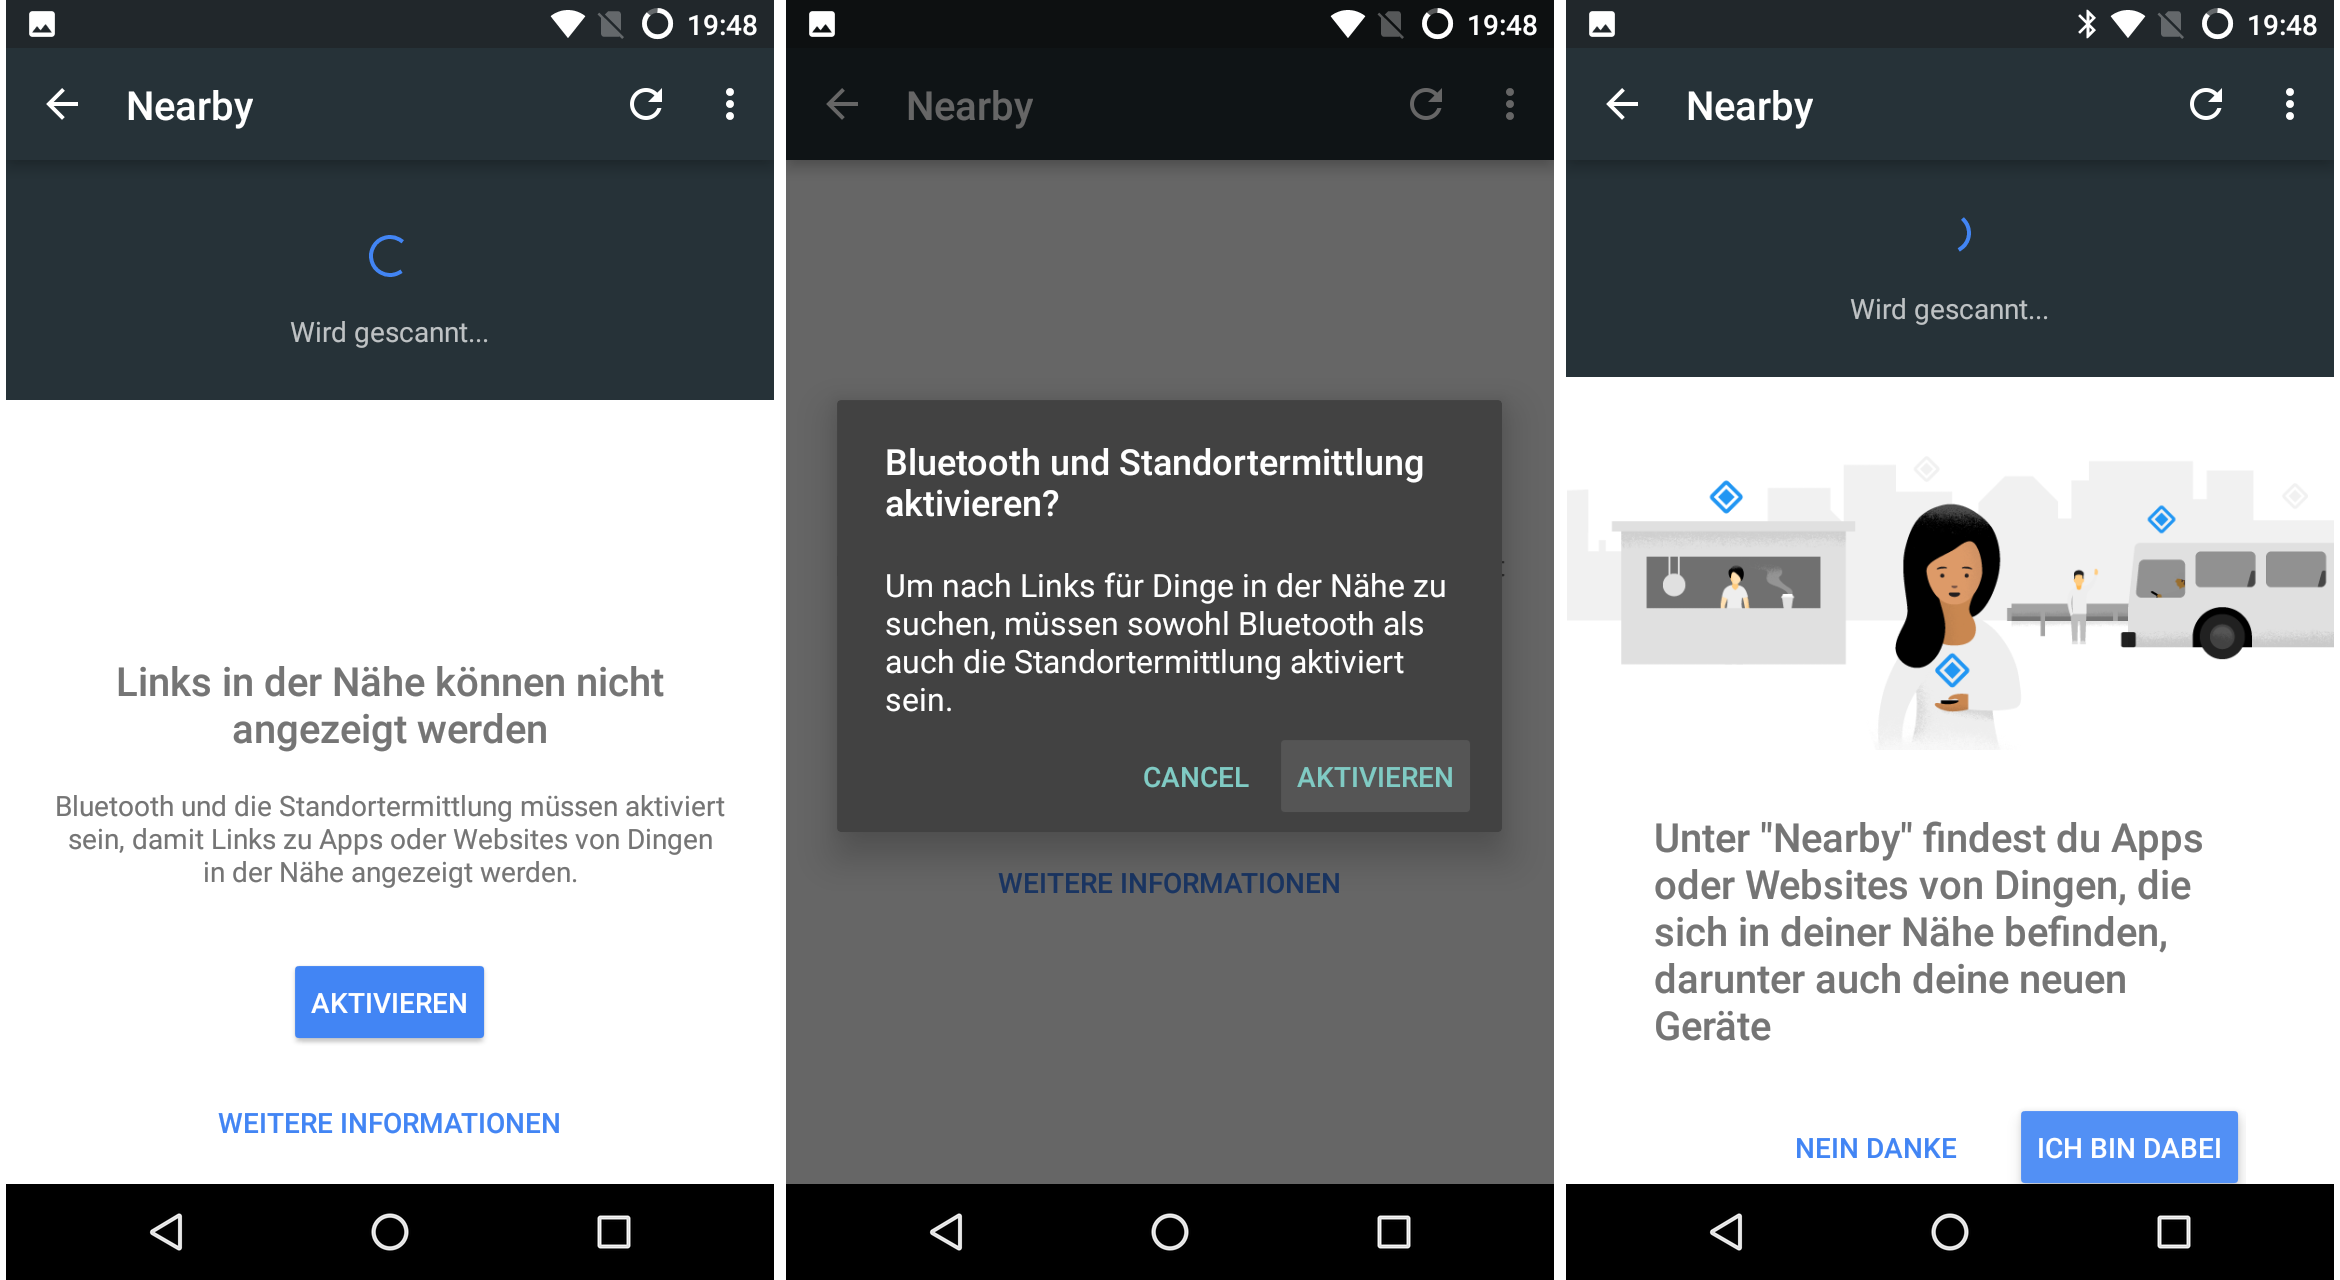 19:48
Nearby
Wird gescannt...
Links in der Nähe können nicht
angezeigt werden
Bluetooth und die Standortermittlung müssen aktiviert
sein, damit Links zu Apps oder Websites von Dingen
in der Nähe angezeigt werden.
AKTIVIEREN
WEITERE INFORMATIONEN
19:48
Nearby
Bluetooth und Standortermittlung
aktivieren?
Um nach Links für Dinge in der Nähe zu
suchen, müssen sowohl Bluetooth als
auch die Standortermittlung aktiviert
sein.
CANCEL AKTIVIEREN
WEITERE INFORMATIONEN
19:48
Nearby
Wird gescannt...
Unter "Nearby" findest du Apps
oder Websites von Dingen, die
sich in deiner Nähe befinden,
darunter auch deine neuen
Geräte
NEIN DANKE ICH BIN DABEI